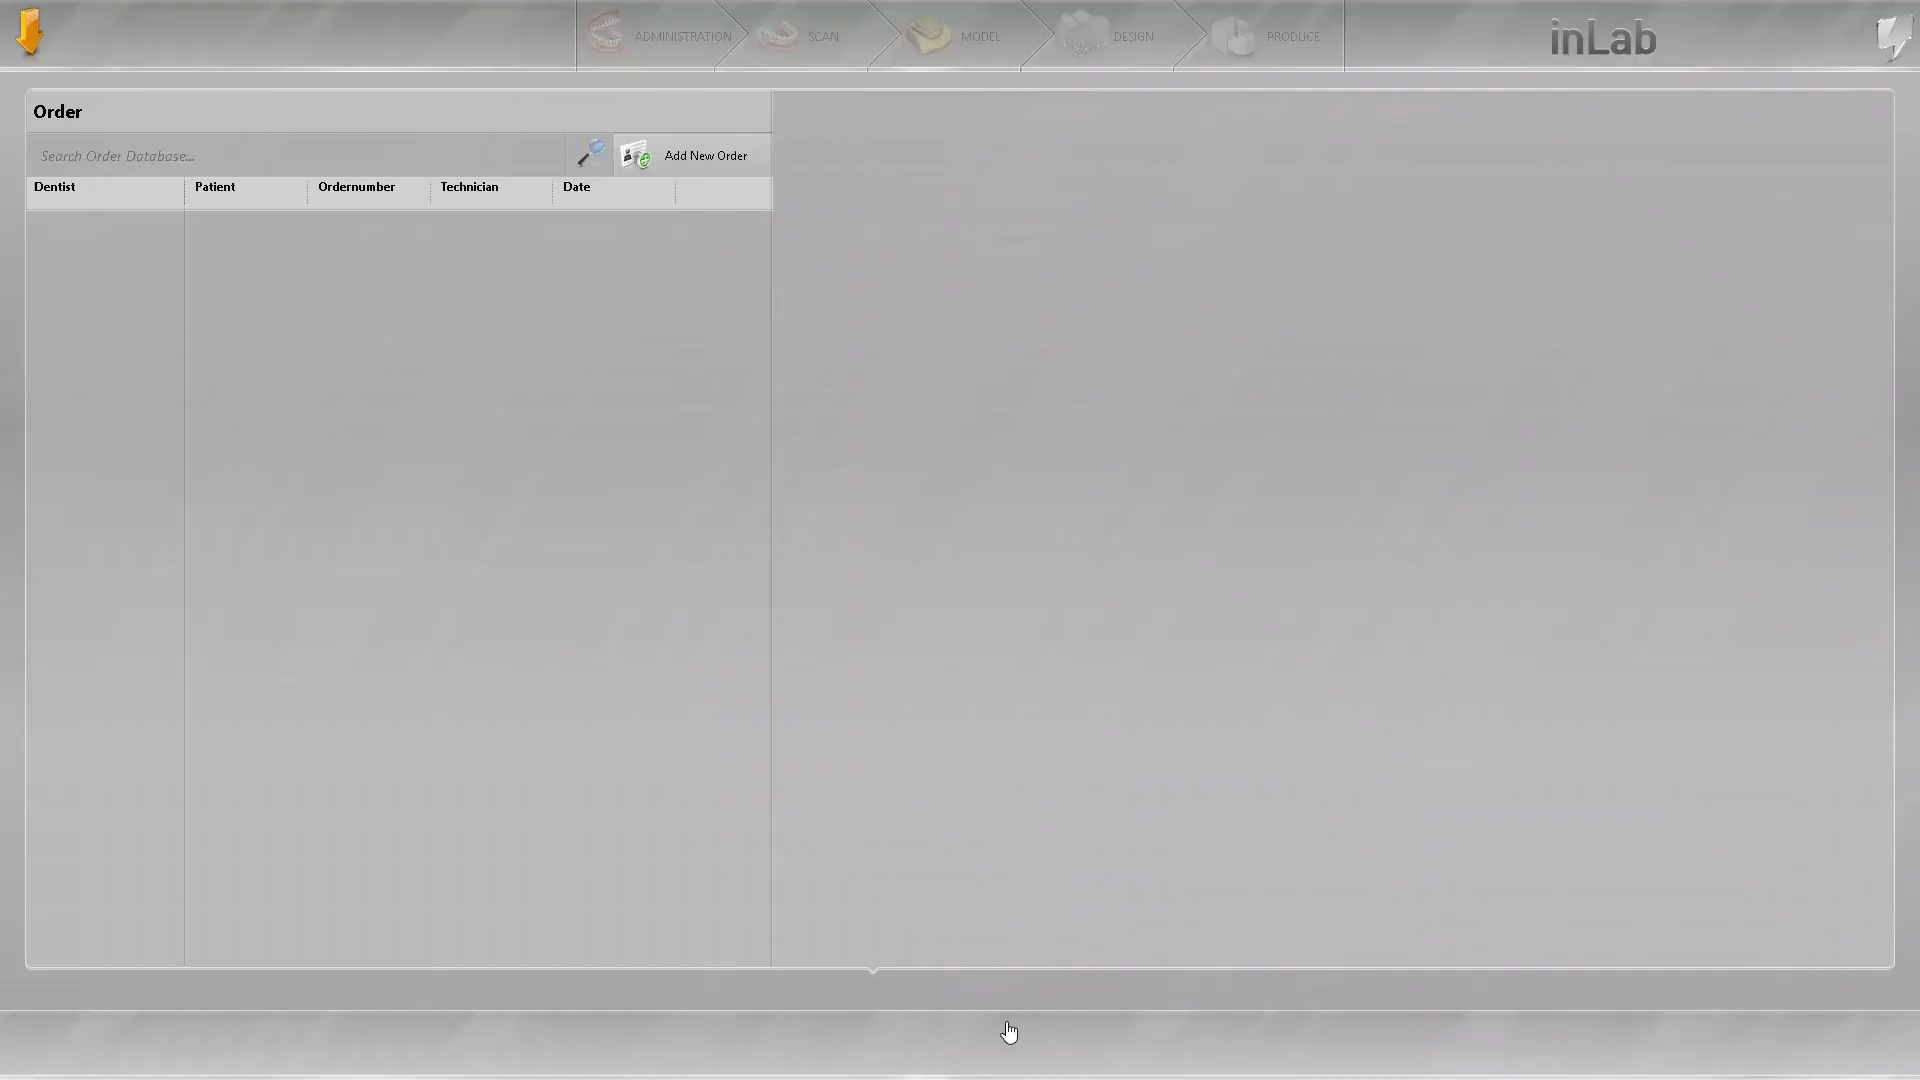 ADMINISTRATION SCAN MODEL DESIGN PRODUCE inLab
Order
Search Order Database... Add New Order
Dentist Patient Ordernumber Technician Date